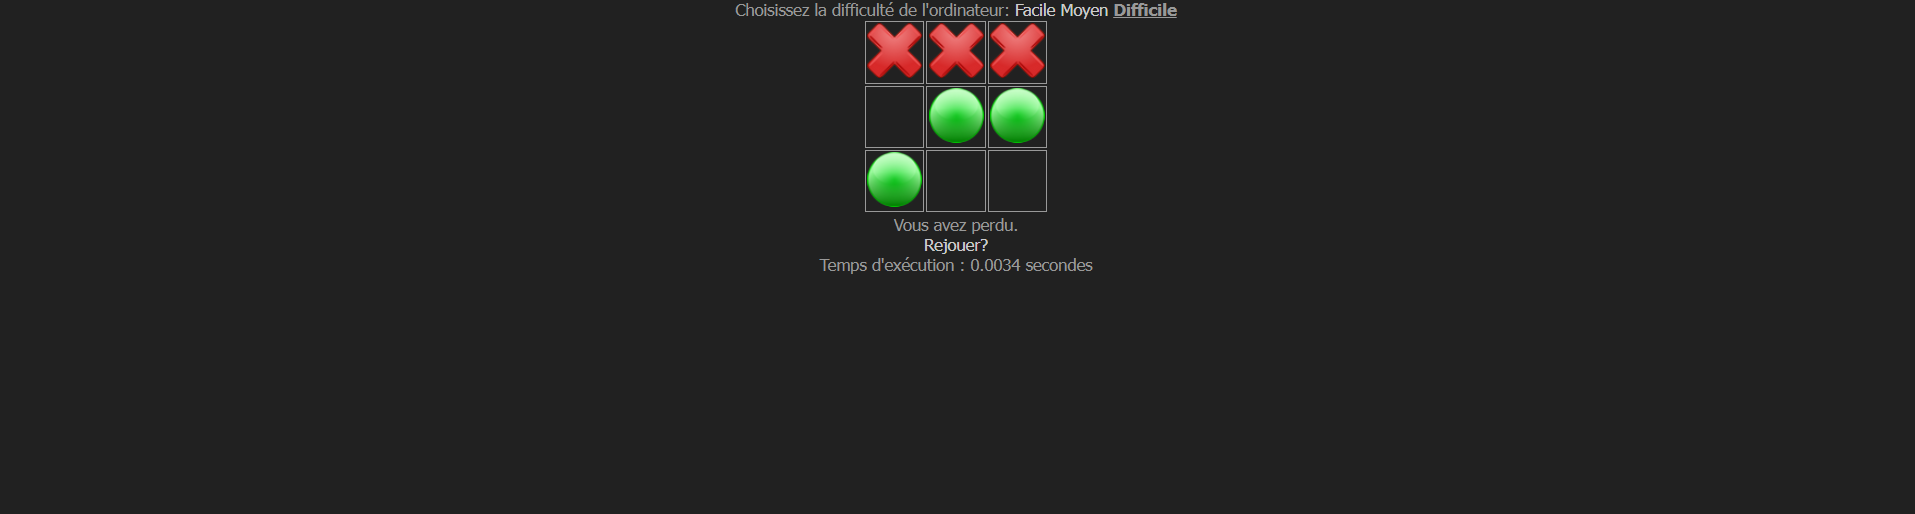 Choisissez la difficulté de l'ordinateur: Facile Moyen Difficile
Vous avez perdu.
Rejouer?
Temps d'exécution : 0.0034 secondes